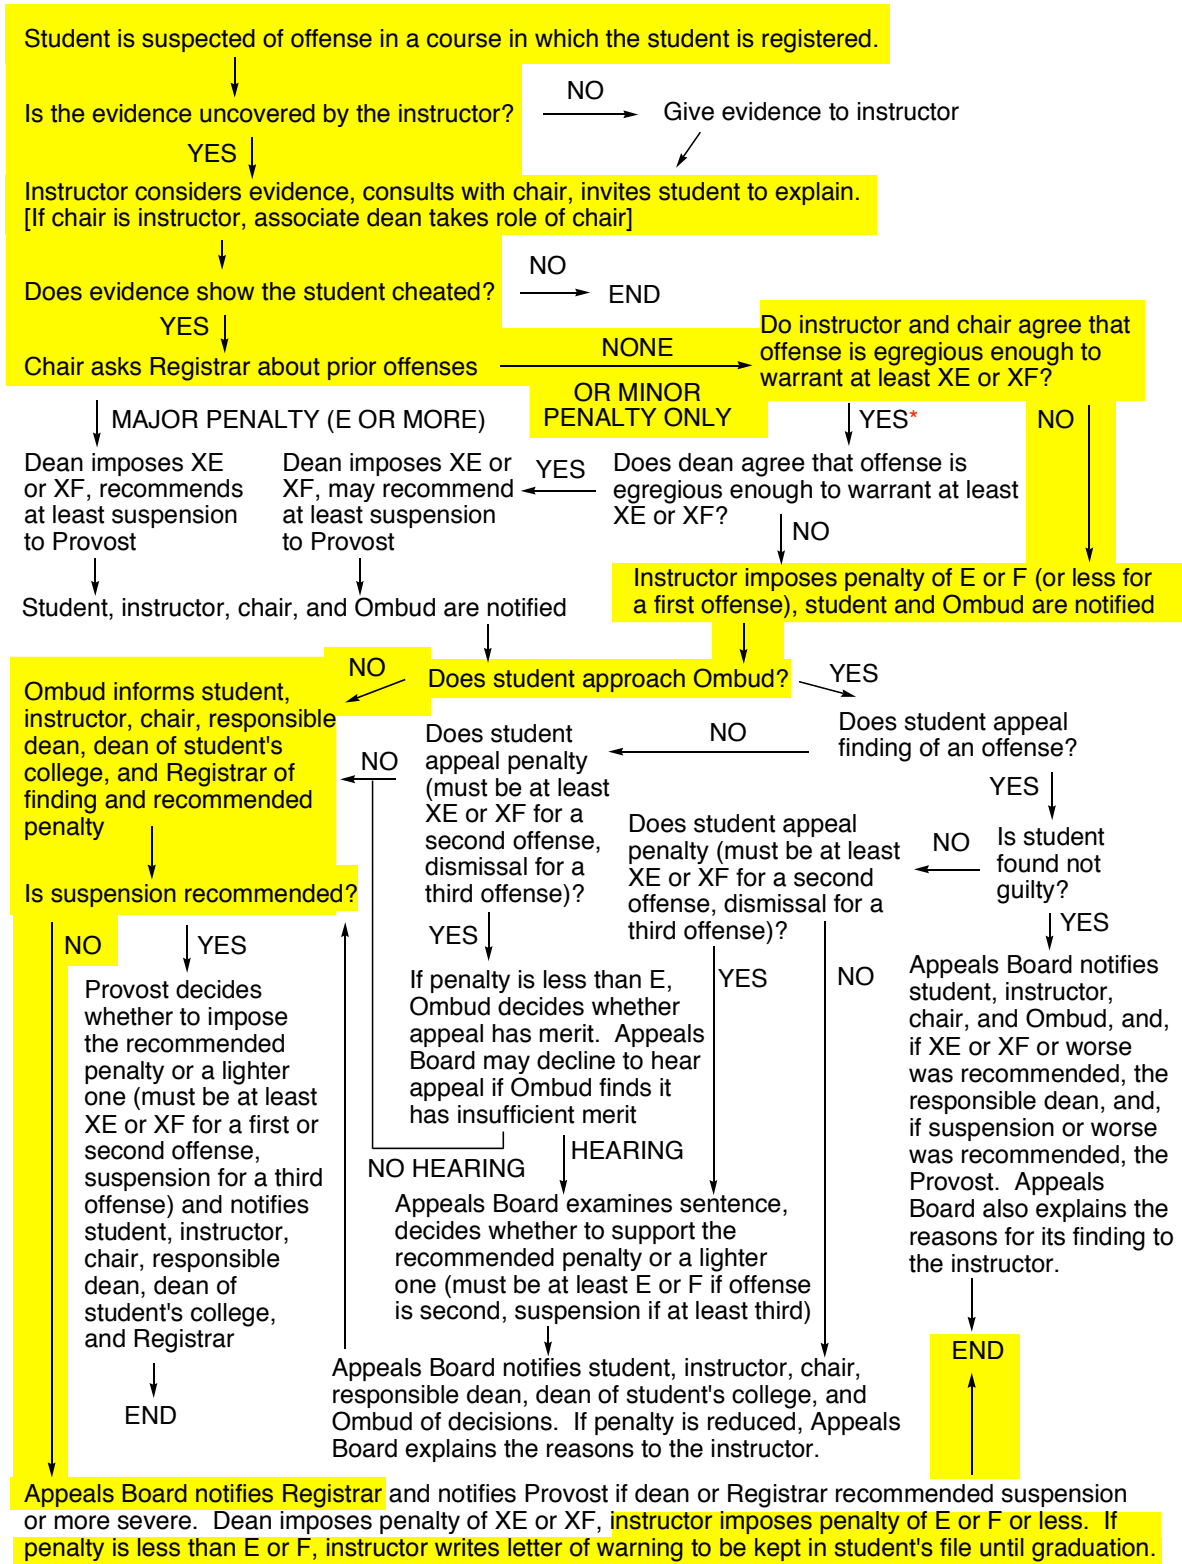 Student is suspected of offense in a course in which the student is registered.
Is the evidence uncovered by the instructor?
NO
Give evidence to instructor
YES
Instructor considers evidence, consults with chair, invites student to explain.
[If chair is instructor, associate dean takes role of chair]
Does evidence show the student cheated?
NO
END
YES
Chair asks Registrar about prior offenses
NONE
OR MINOR
PENALTY ONLY
Do instructor and chair agree that
offense is egregious enough to
warrant at least XE or XF?
MAJOR PENALTY (E OR MORE)
YES*
NO
Dean imposes XE
or XF, recommends
at least suspension
to Provost
Dean imposes XE or
XF, may recommend
at least suspension
to Provost
YES
Does dean agree that offense is
egregious enough to warrant at least
XE or XF?
NO
Student, instructor, chair, and Ombud are notified
Instructor imposes penalty of E or F (or less for
a first offense), student and Ombud are notified
NO
Does student approach Ombud?
YES
Ombud informs student,
instructor, chair, responsible
dean, dean of student's
college, and Registrar of
finding and recommended
penalty
Does student appeal
finding of an offense?
NO
NO
Does student
appeal penalty
(must be at least
XE or XF for a
second offense,
dismissal for a
third offense)?
YES
Does student appeal
penalty (must be at least
XE or XF for a second
offense, dismissal for a
third offense)?
NO
Is student
found not
guilty?
Is suspension recommended?
NO
YES
YES
YES
NO
YES
Provost decides
whether to impose
the recommended
penalty or a lighter
one (must be at least
XE or XF for a first or
second offense,
suspension for a third
offense) and notifies
student, instructor,
chair, responsible
dean, dean of
student's college,
and Registrar
If penalty is less than E,
Ombud decides whether
appeal has merit. Appeals
Board may decline to hear
appeal if Ombud finds it
has insufficient merit
Appeals Board notifies
student, instructor,
chair, and Ombud, and,
if XE or XF or worse
was recommended, the
responsible dean, and,
if suspension or worse
was recommended, the
Provost. Appeals
Board also explains the
reasons for its finding to
the instructor.
NO HEARING
HEARING
Appeals Board examines sentence,
decides whether to support the
recommended penalty or a lighter
one (must be at least E or F if offense
is second, suspension if at least third)
END
END
Appeals Board notifies student, instructor, chair,
responsible dean, dean of student's college, and
Ombud of decisions. If penalty is reduced, Appeals
Board explains the reasons to the instructor.
Appeals Board notifies Registrar and notifies Provost if dean or Registrar recommended suspension
or more severe. Dean imposes penalty of XE or XF, instructor imposes penalty of E or F or less. If
penalty is less than E or F, instructor writes letter of warning to be kept in student's file until graduation.